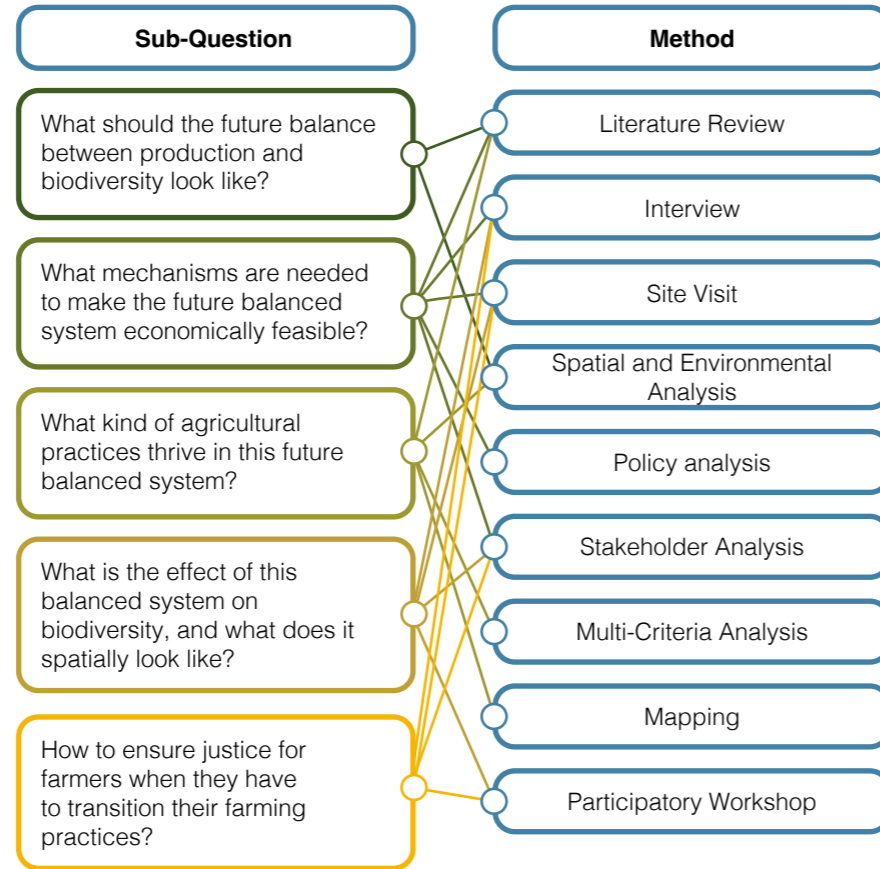 Sub-Question
Method
What should the future balance
between production and
biodiversity look like?
What mechanisms are needed
to make the future balanced
system economically feasible?
What kind of agricultural
practices thrive in this future
balanced system?
What is the effect of this
balanced system on
biodiversity, and what does it
spatially look like?
How to ensure justice for
farmers when they have
to transition their farming
practices?
Literature Review
Interview
Site Visit
Spatial and Environmental
Analysis
Policy analysis
Stakeholder Analysis
Multi-Criteria Analysis
Mapping
Participatory Workshop